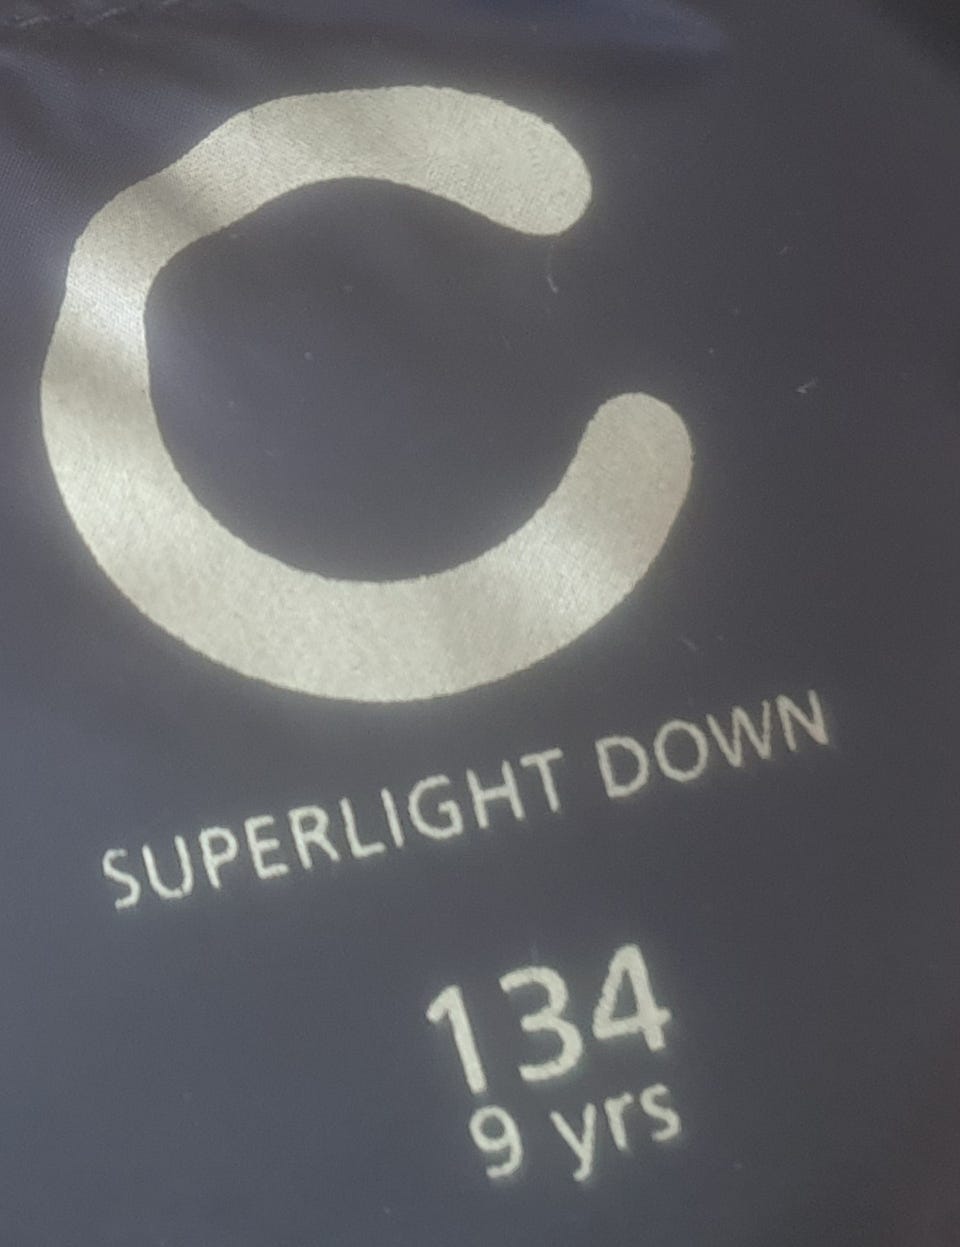 C
SUPERLIGHT DOWN
134
9 yrs